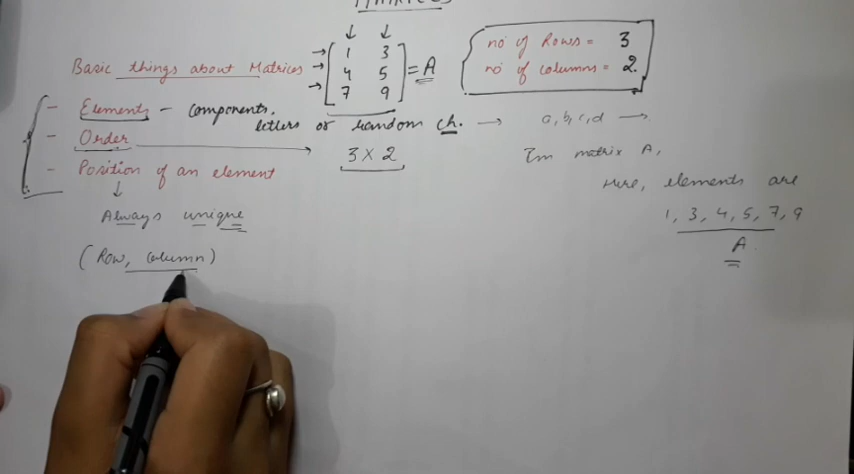 MATRICES
Basic things about Matrices
1 3
4 5
7 9
= A
no of Rows = 3
no of columns = 2
- Elements - components.
letters or random ch. → a, b, c, d →
- Order → 3 × 2
- Position of an element
Always unique
(Row, column)
In matrix A,
Here, elements are
1, 3, 4, 5, 7, 9
A